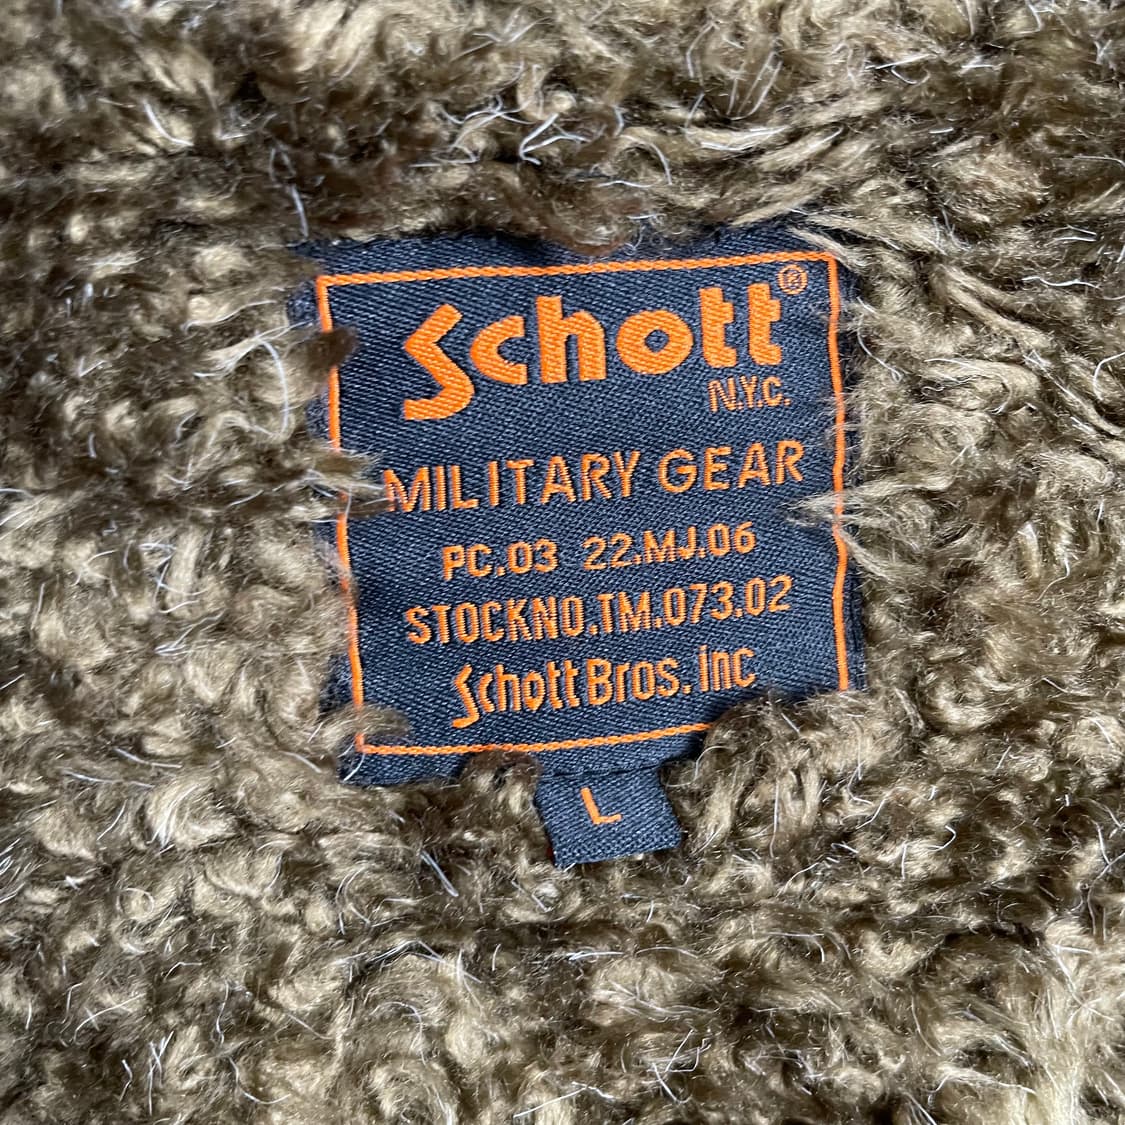 Schott®
N.Y.C.
MILITARY GEAR
PC.03 22.MJ.06
STOCKNO.TM.073.02
Schott Bros. Inc
L